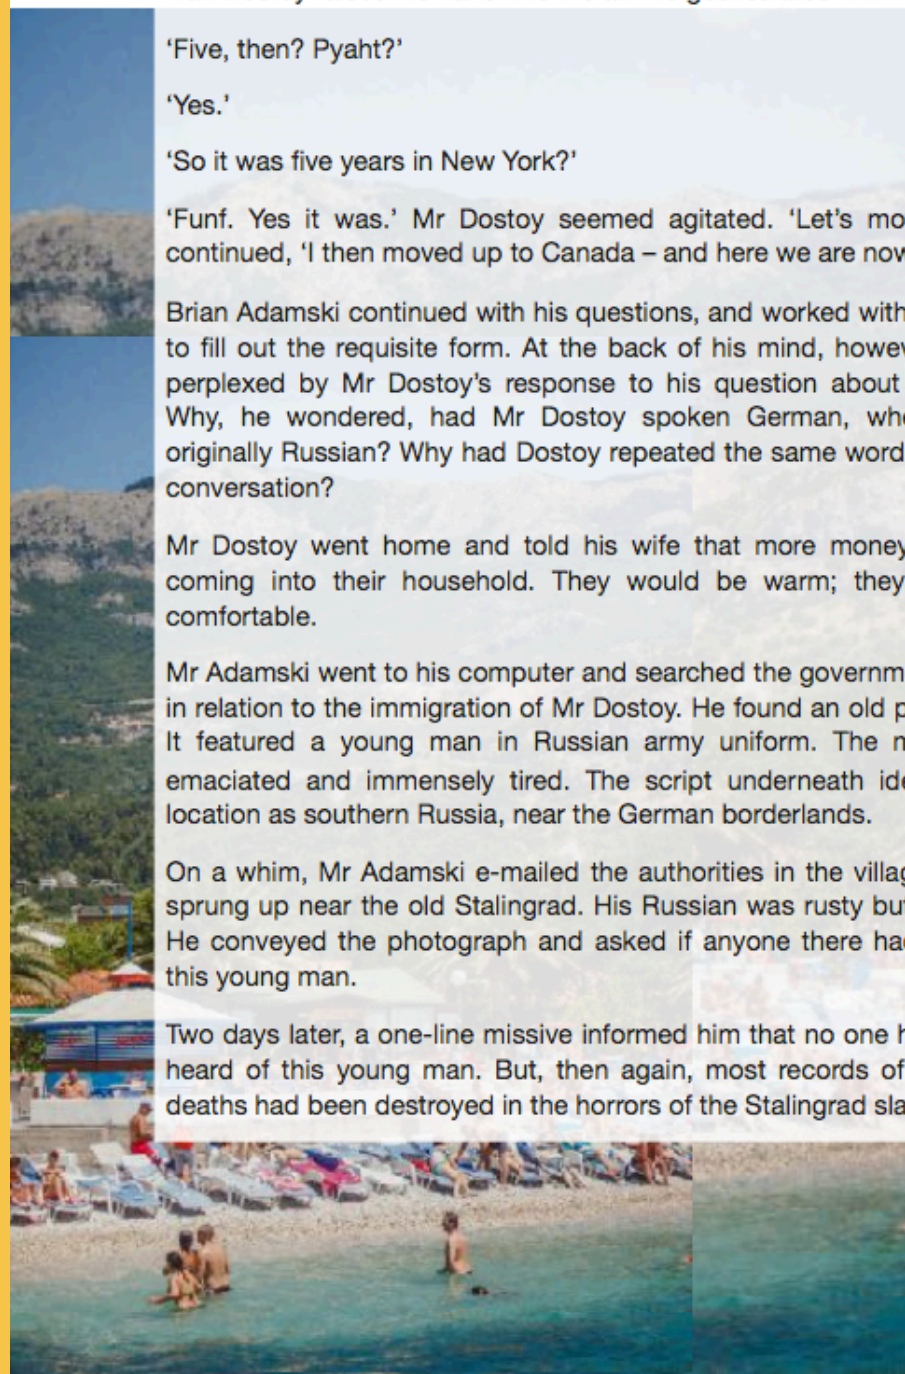 ‘Five, then? Pyaht?’
‘Yes.’
‘So it was five years in New York?’
‘Funf. Yes it was.’ Mr Dostoy seemed agitated. ‘Let’s
continued, ‘I then moved up to Canada – and here we are
Brian Adamski continued with his questions, and worked with
to fill out the requisite form. At the back of his mind,
perplexed by Mr Dostoy’s response to his question about
Why, he wondered, had Mr Dostoy spoken German,
originally Russian? Why had Dostoy repeated the same word
conversation?
Mr Dostoy went home and told his wife that more money
coming into their household. They would be warm; they
comfortable.
Mr Adamski went to his computer and searched the
in relation to the immigration of Mr Dostoy. He found an old
It featured a young man in Russian army uniform. The
emaciated and immensely tired. The script underneath
location as southern Russia, near the German borderlands.
On a whim, Mr Adamski e-mailed the authorities in the
sprung up near the old Stalingrad. His Russian was rusty
He conveyed the photograph and asked if anyone there
this young man.
Two days later, a one-line missive informed him that no one
heard of this young man. But, then again, most records of
deaths had been destroyed in the horrors of the Stalingrad